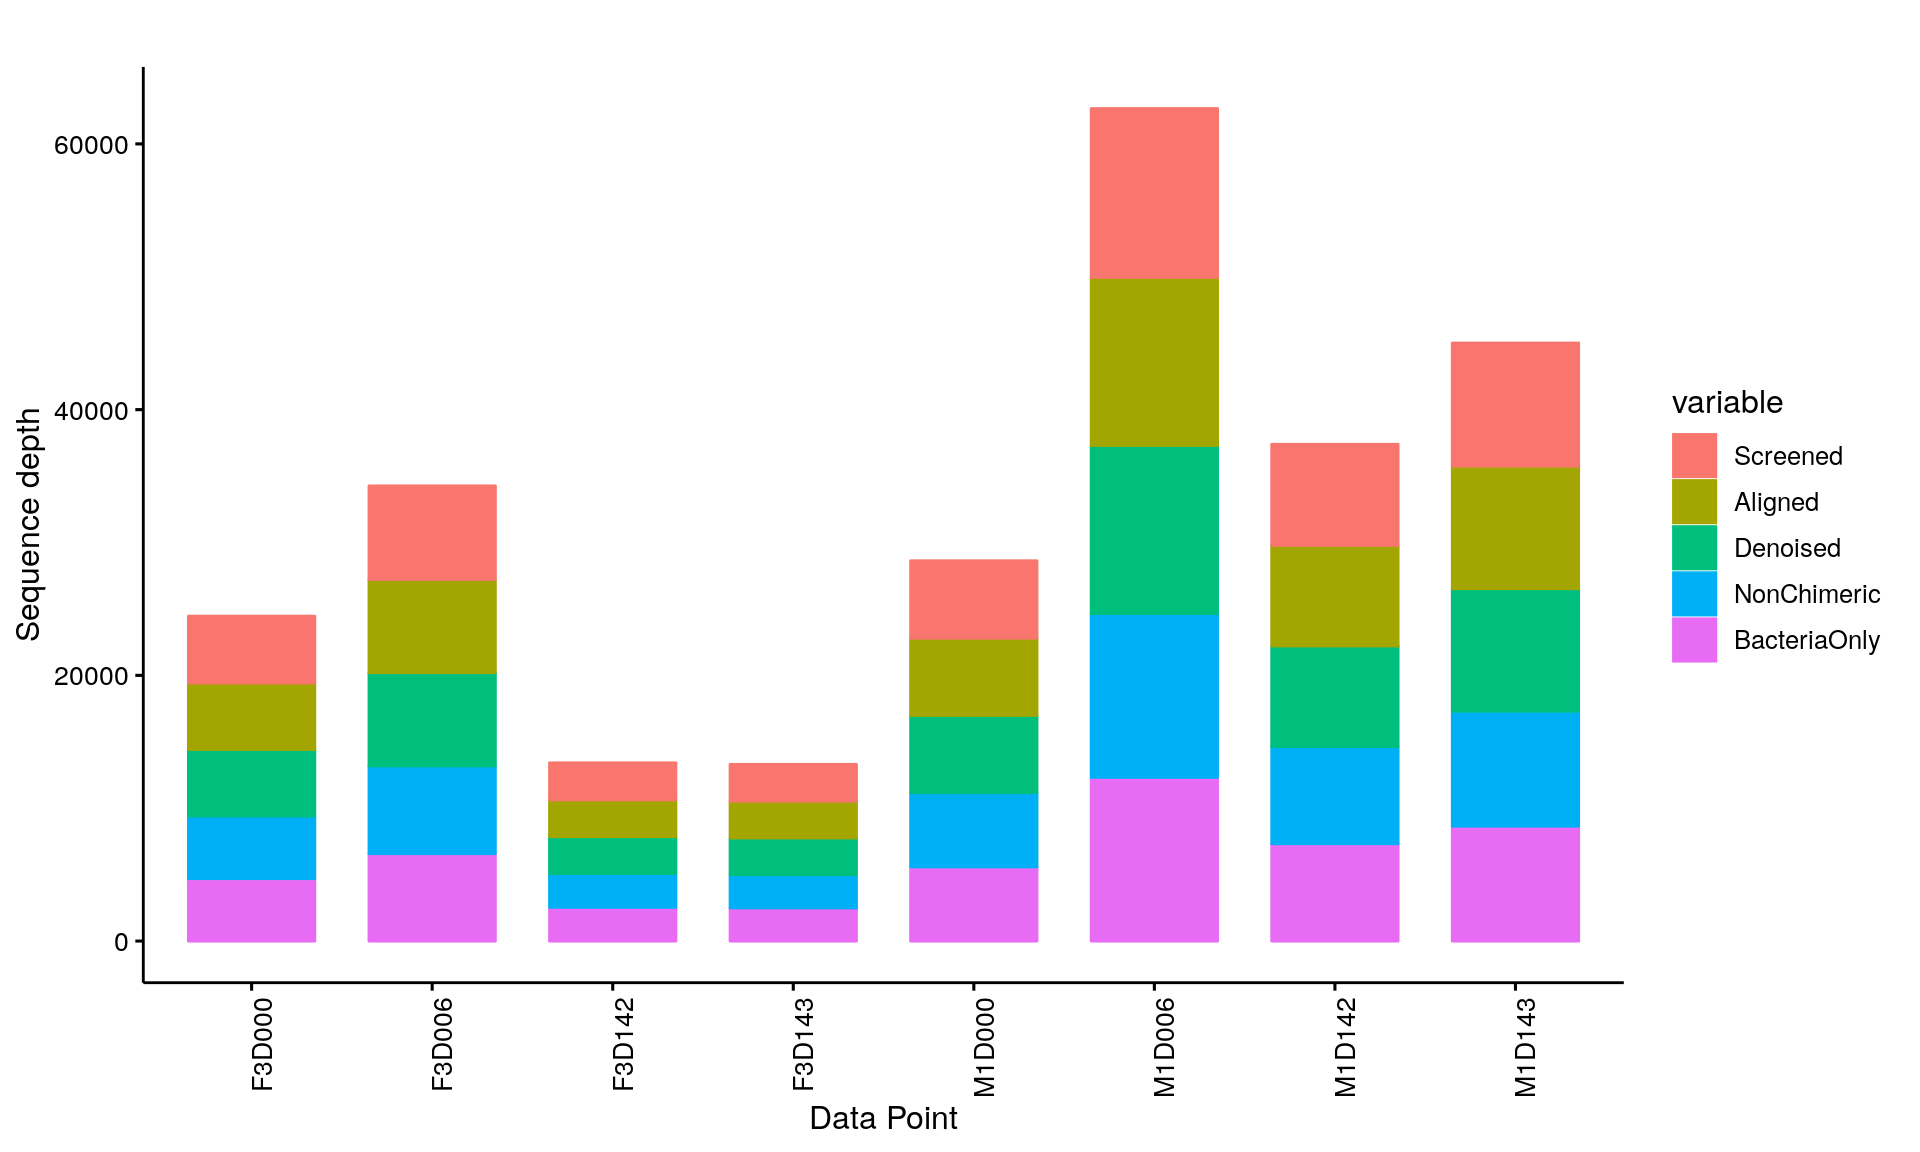 60000
40000
20000
0
Sequence depth
F3D000
F3D006
F3D142
F3D143
M1D000
M1D006
M1D142
M1D143
Data Point
variable
Screened
Aligned
Denoised
NonChimeric
BacteriaOnly